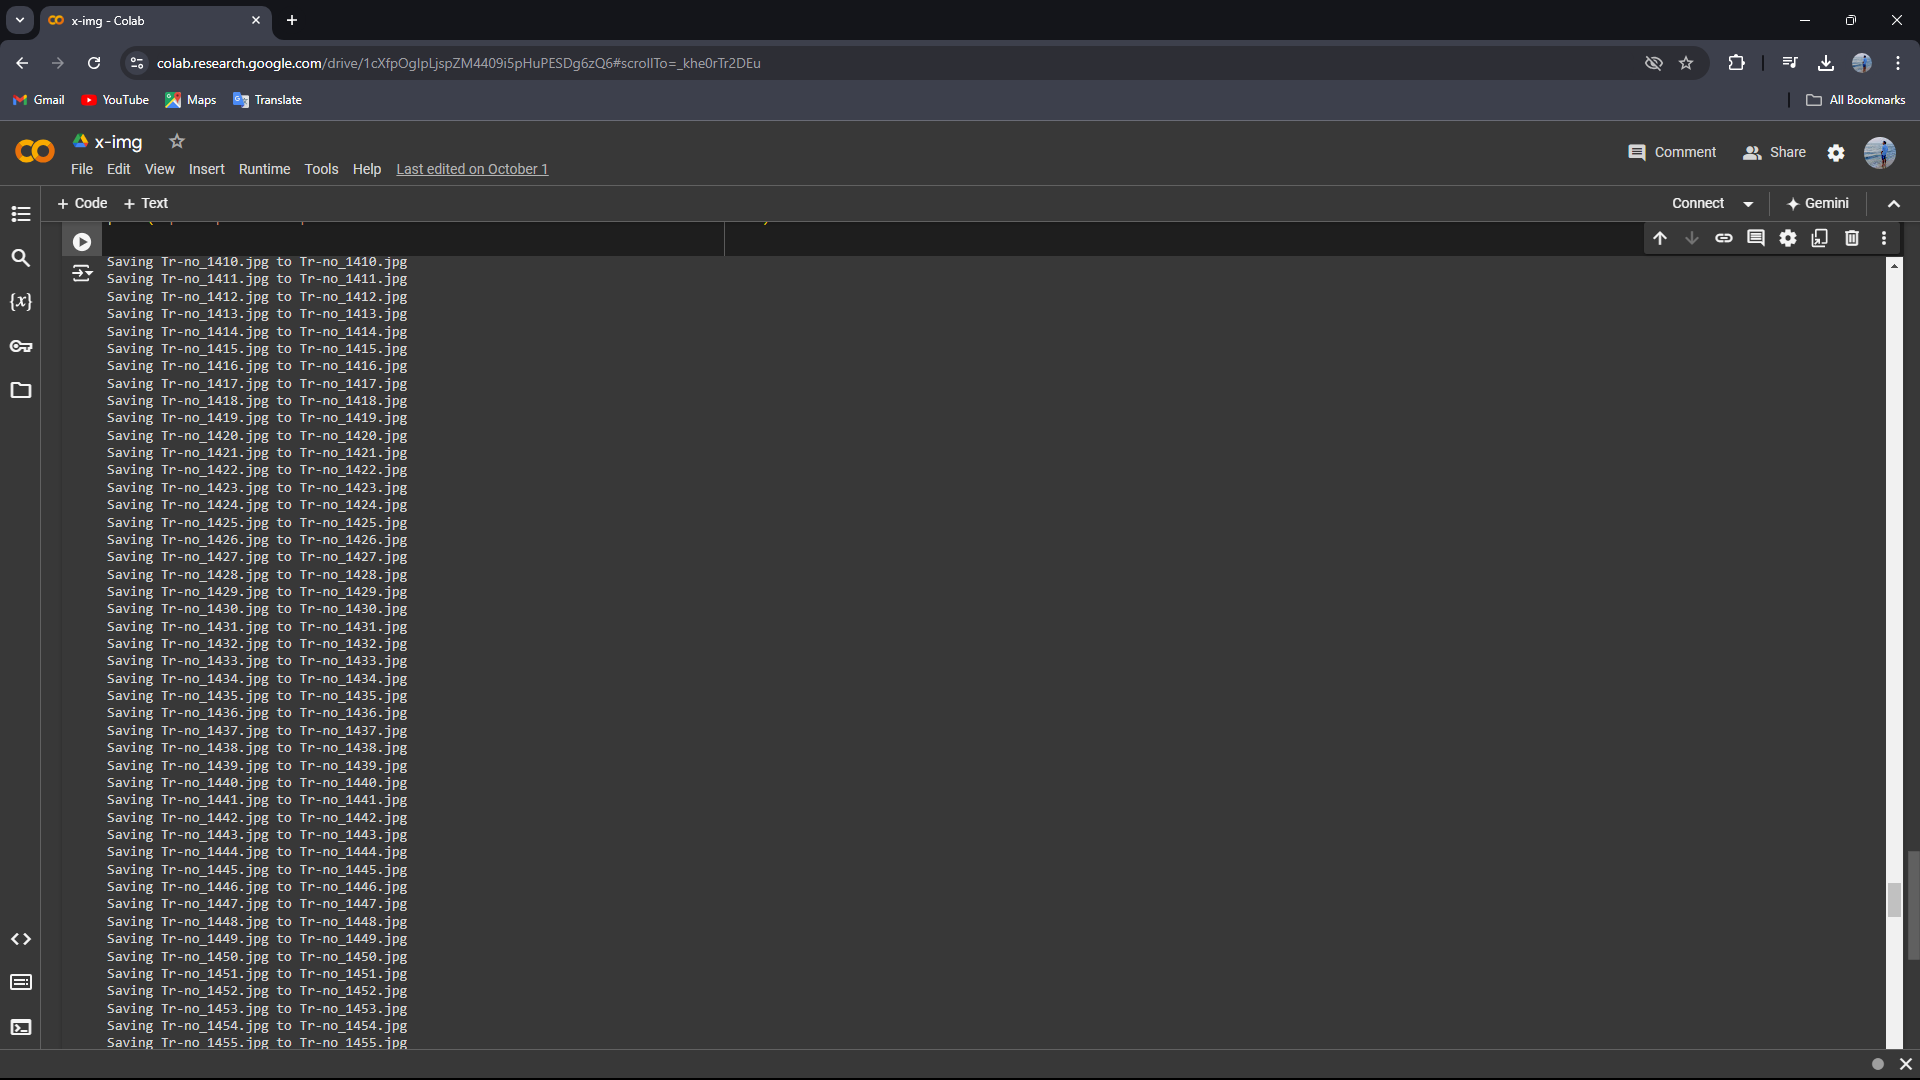 x-img - Colab
colab.research.google.com/drive/1cXfpOgIpLjspZM4409i5pHuPESDg6zQ6#scrollTo=_khe0rTr2DEu
Gmail YouTube Maps Translate All Bookmarks
x-img
File Edit View Insert Runtime Tools Help Last edited on October 1
Comment Share
+ Code + Text Connect Gemini
Saving Tr-no_1410.jpg to Tr-no_1410.jpg
Saving Tr-no_1411.jpg to Tr-no_1411.jpg
Saving Tr-no_1412.jpg to Tr-no_1412.jpg
Saving Tr-no_1413.jpg to Tr-no_1413.jpg
Saving Tr-no_1414.jpg to Tr-no_1414.jpg
Saving Tr-no_1415.jpg to Tr-no_1415.jpg
Saving Tr-no_1416.jpg to Tr-no_1416.jpg
Saving Tr-no_1417.jpg to Tr-no_1417.jpg
Saving Tr-no_1418.jpg to Tr-no_1418.jpg
Saving Tr-no_1419.jpg to Tr-no_1419.jpg
Saving Tr-no_1420.jpg to Tr-no_1420.jpg
Saving Tr-no_1421.jpg to Tr-no_1421.jpg
Saving Tr-no_1422.jpg to Tr-no_1422.jpg
Saving Tr-no_1423.jpg to Tr-no_1423.jpg
Saving Tr-no_1424.jpg to Tr-no_1424.jpg
Saving Tr-no_1425.jpg to Tr-no_1425.jpg
Saving Tr-no_1426.jpg to Tr-no_1426.jpg
Saving Tr-no_1427.jpg to Tr-no_1427.jpg
Saving Tr-no_1428.jpg to Tr-no_1428.jpg
Saving Tr-no_1429.jpg to Tr-no_1429.jpg
Saving Tr-no_1430.jpg to Tr-no_1430.jpg
Saving Tr-no_1431.jpg to Tr-no_1431.jpg
Saving Tr-no_1432.jpg to Tr-no_1432.jpg
Saving Tr-no_1433.jpg to Tr-no_1433.jpg
Saving Tr-no_1434.jpg to Tr-no_1434.jpg
Saving Tr-no_1435.jpg to Tr-no_1435.jpg
Saving Tr-no_1436.jpg to Tr-no_1436.jpg
Saving Tr-no_1437.jpg to Tr-no_1437.jpg
Saving Tr-no_1438.jpg to Tr-no_1438.jpg
Saving Tr-no_1439.jpg to Tr-no_1439.jpg
Saving Tr-no_1440.jpg to Tr-no_1440.jpg
Saving Tr-no_1441.jpg to Tr-no_1441.jpg
Saving Tr-no_1442.jpg to Tr-no_1442.jpg
Saving Tr-no_1443.jpg to Tr-no_1443.jpg
Saving Tr-no_1444.jpg to Tr-no_1444.jpg
Saving Tr-no_1445.jpg to Tr-no_1445.jpg
Saving Tr-no_1446.jpg to Tr-no_1446.jpg
Saving Tr-no_1447.jpg to Tr-no_1447.jpg
Saving Tr-no_1448.jpg to Tr-no_1448.jpg
Saving Tr-no_1449.jpg to Tr-no_1449.jpg
Saving Tr-no_1450.jpg to Tr-no_1450.jpg
Saving Tr-no_1451.jpg to Tr-no_1451.jpg
Saving Tr-no_1452.jpg to Tr-no_1452.jpg
Saving Tr-no_1453.jpg to Tr-no_1453.jpg
Saving Tr-no_1454.jpg to Tr-no_1454.jpg
Saving Tr-no_1455.jpg to Tr-no_1455.jpg